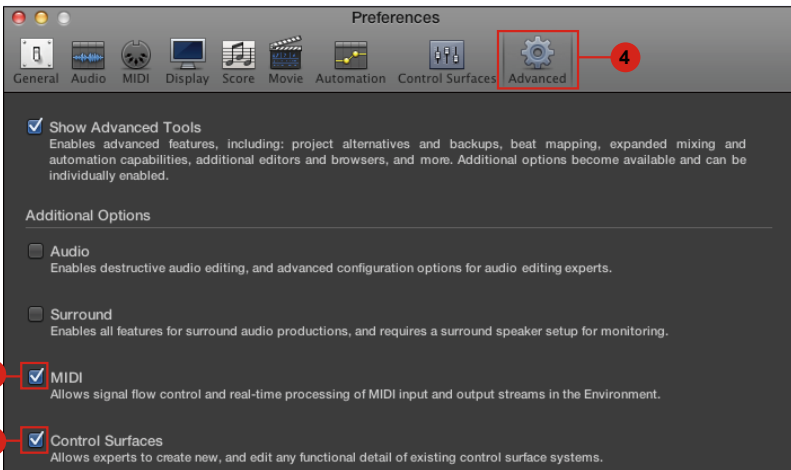 Preferences
General Audio MIDI Display Score Movie Automation Control Surfaces Advanced
4
Show Advanced Tools
Enables advanced features, including: project alternatives and backups, beat mapping, expanded mixing and
automation capabilities, additional editors and browsers, and more. Additional options become available and can be
individually enabled.
Additional Options
Audio
Enables destructive audio editing, and advanced configuration options for audio editing experts.
Surround
Enables all features for surround audio productions, and requires a surround speaker setup for monitoring.
MIDI
Allows signal flow control and real-time processing of MIDI input and output streams in the Environment.
Control Surfaces
Allows experts to create new, and edit any functional detail of existing control surface systems.